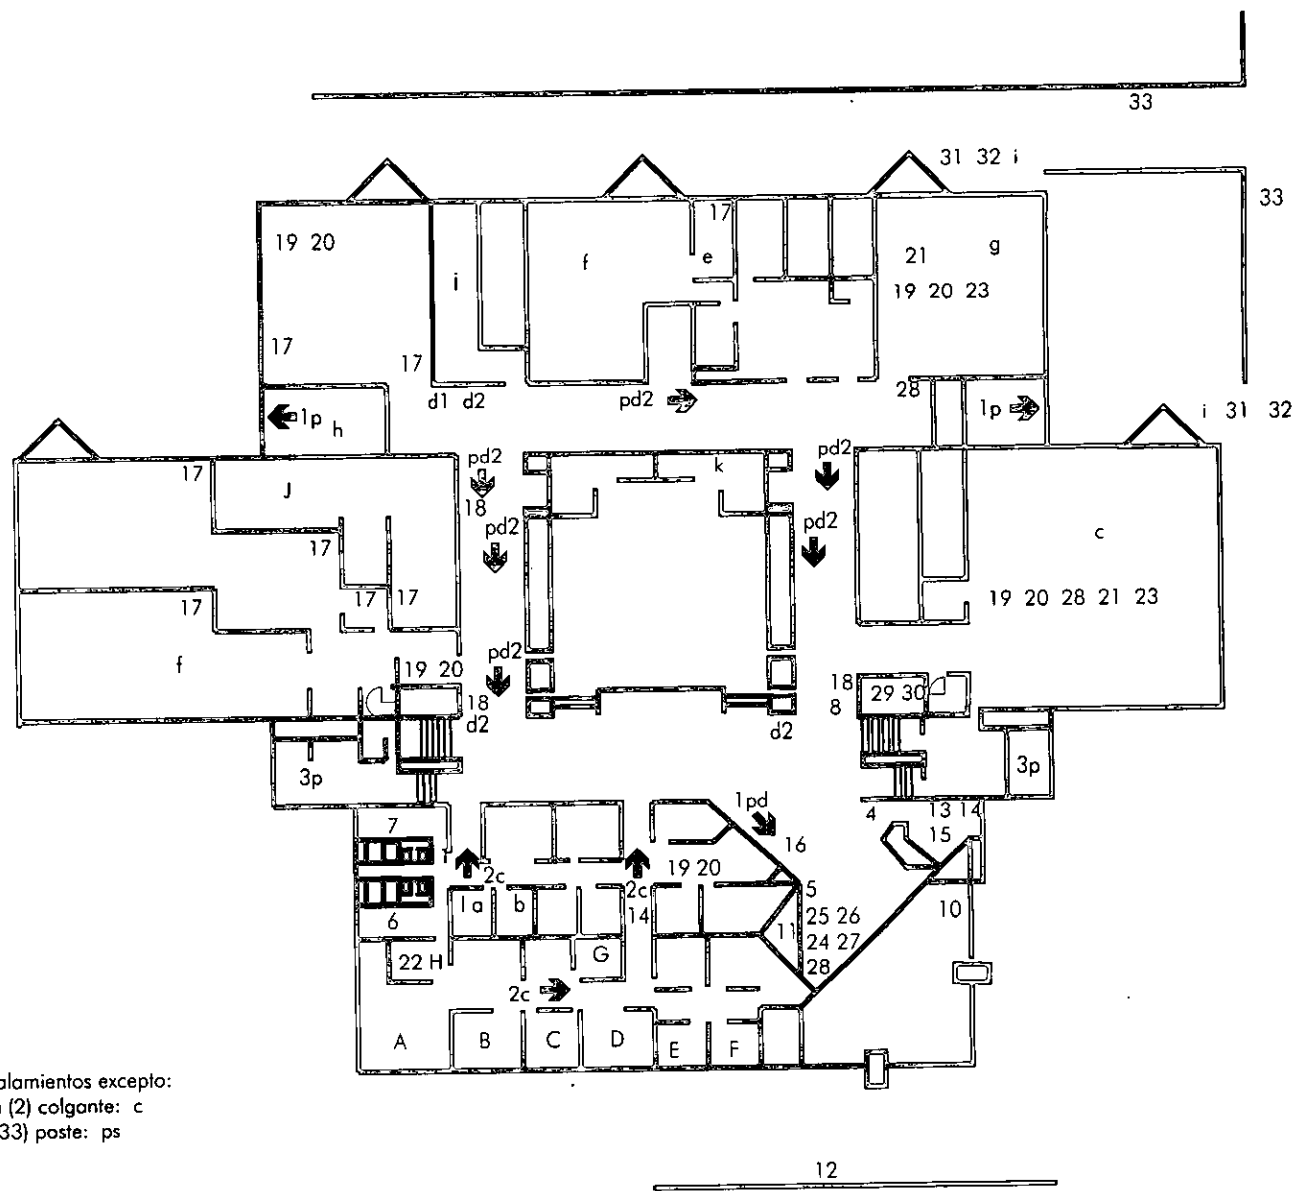 33
31 32 i
33
17
19 20
i
f
e
21
g
19 20 23
17
17
d1 d2
pd2
28
1p
h
1p
i 31 32
17
J
pd2
k
pd2
18
pd2
pd2
c
17
17
17
17
19 20 28 21 23
f
19 20
pd2
18
29 30
18
d2
8
d2
3p
3p
1pd
4
13 14
7
15
16
2c
19 20
2c
5
1a
b
14
25 26
10
6
11
24 27
22 H
G
28
2c
A
B
C
D
E
F
alamientos excepto:
(2) colgante: c
33) poste: ps
12